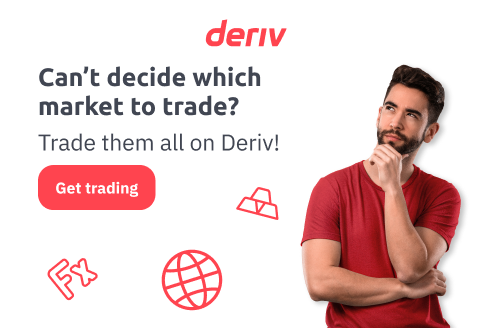 deriv
Can't decide which
market to trade?
Trade them all on Deriv!
Get trading
Fx